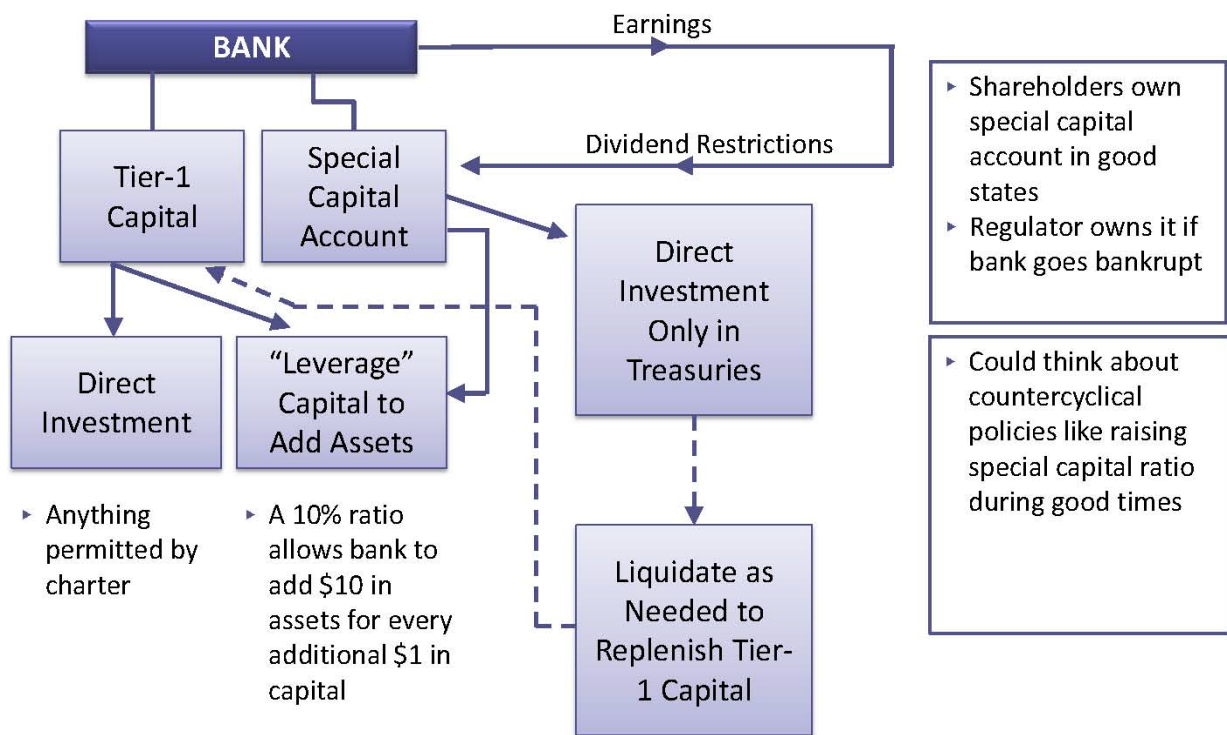 BANK
Earnings
Dividend Restrictions
Tier-1
Capital
Special
Capital
Account
Direct
Investment
Only in
Treasuries
Direct
Investment
“Leverage”
Capital to
Add Assets
▸ Anything
permitted by
charter
▸ A 10% ratio
allows bank to
add $10 in
assets for every
additional $1 in
capital
Liquidate as
Needed to
Replenish Tier-
1 Capital
▸ Shareholders own
special capital
account in good
states
▸ Regulator owns it if
bank goes bankrupt
▸ Could think about
countercyclical
policies like raising
special capital ratio
during good times